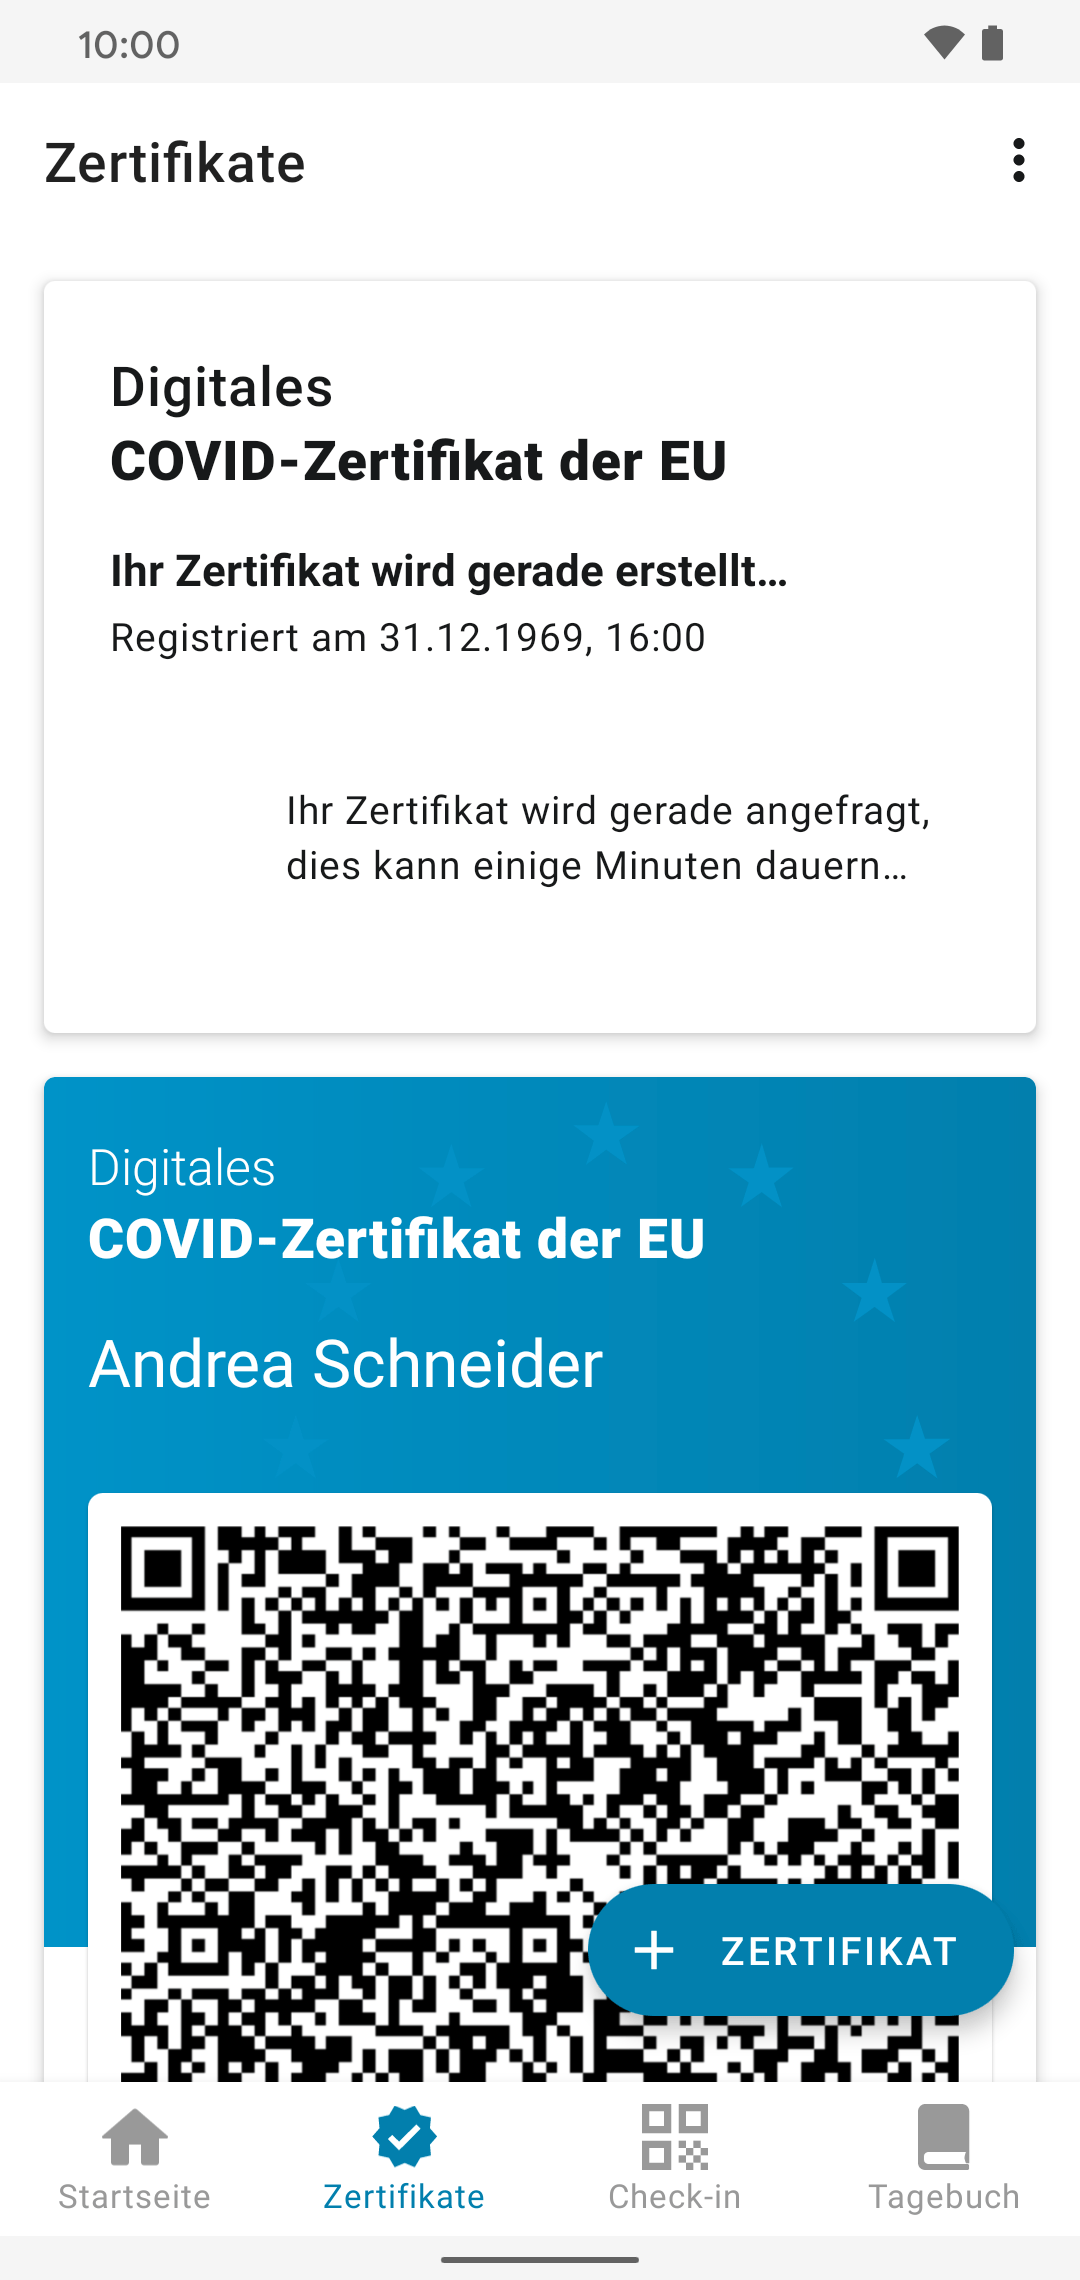 10:00
Zertifikate
Digitales
COVID-Zertifikat der EU
Ihr Zertifikat wird gerade erstellt...
Registriert am 31.12.1969, 16:00
Ihr Zertifikat wird gerade angefragt,
dies kann einige Minuten dauern...
Digitales
COVID-Zertifikat der EU
Andrea Schneider
ZERTIFIKAT
Startseite
Zertifikate
Check-in
Tagebuch